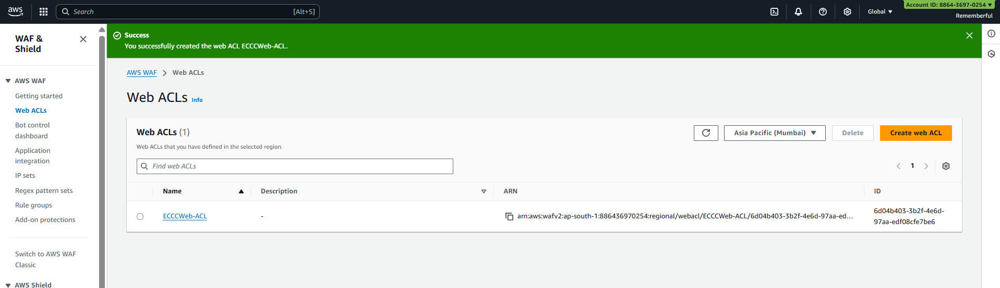 aws
Search
[Alt+S]
Global
Account ID: 8864-3697-0254
Rememberful
WAF &
Shield
AWS WAF
Getting started
Web ACLs
Bot control
dashboard
Application
integration
IP sets
Regex pattern sets
Rule groups
Add-on protections
Switch to AWS WAF
Classic
AWS Shield
Success
You successfully created the web ACL ECCCWeb-ACL.
AWS WAF > Web ACLs
Web ACLs Info
Web ACLs (1)
Web ACLs that you have defined in the selected region.
Asia Pacific (Mumbai)
Delete
Create web ACL
Find web ACLs
1
Name
Description
ARN
ID
ECCCWeb-ACL
-
arn:aws:wafv2:ap-south-1:886436970254:regional/webacl/ECCCWeb-ACL/6d04b403-3b2f-4e6d-97aa-ed...
6d04b403-3b2f-4e6d-
97aa-edf08cfe7be6